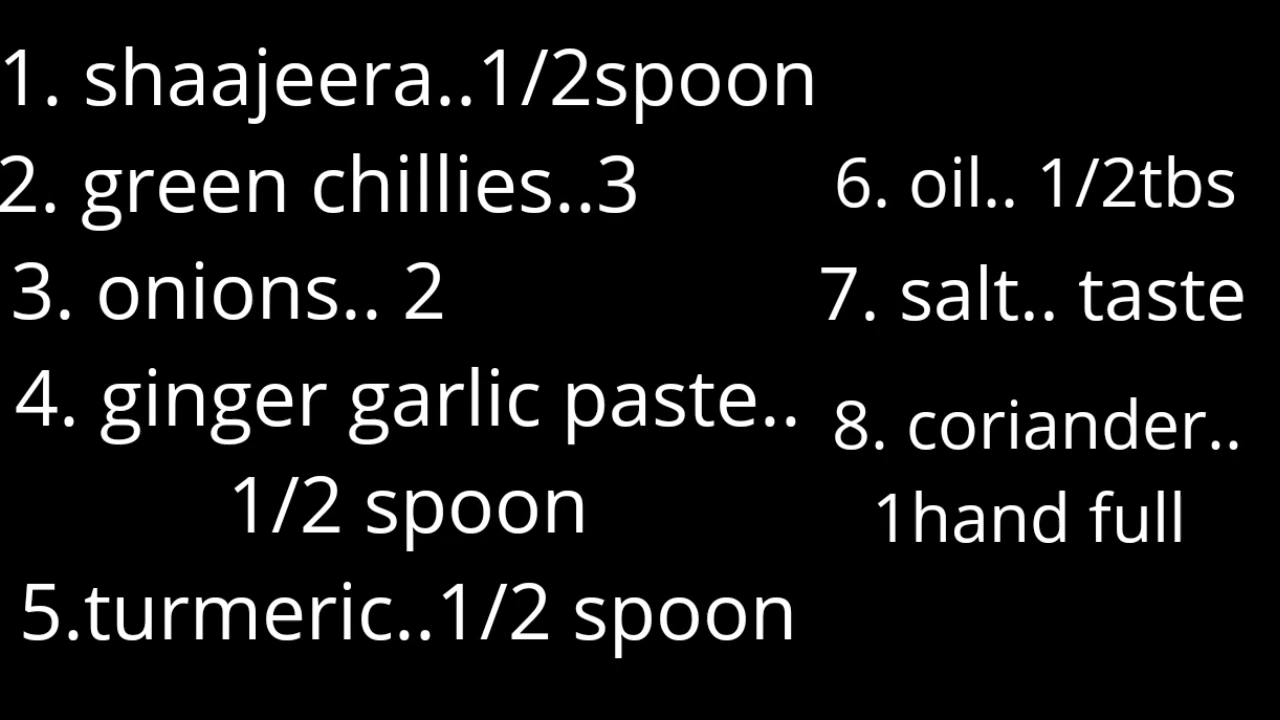 1. shaajeera..1/2spoon
2. green chillies..3
3. onions.. 2
4. ginger garlic paste..
1/2 spoon
5.turmeric..1/2 spoon
6. oil.. 1/2tbs
7. salt.. taste
8. coriander..
1hand full